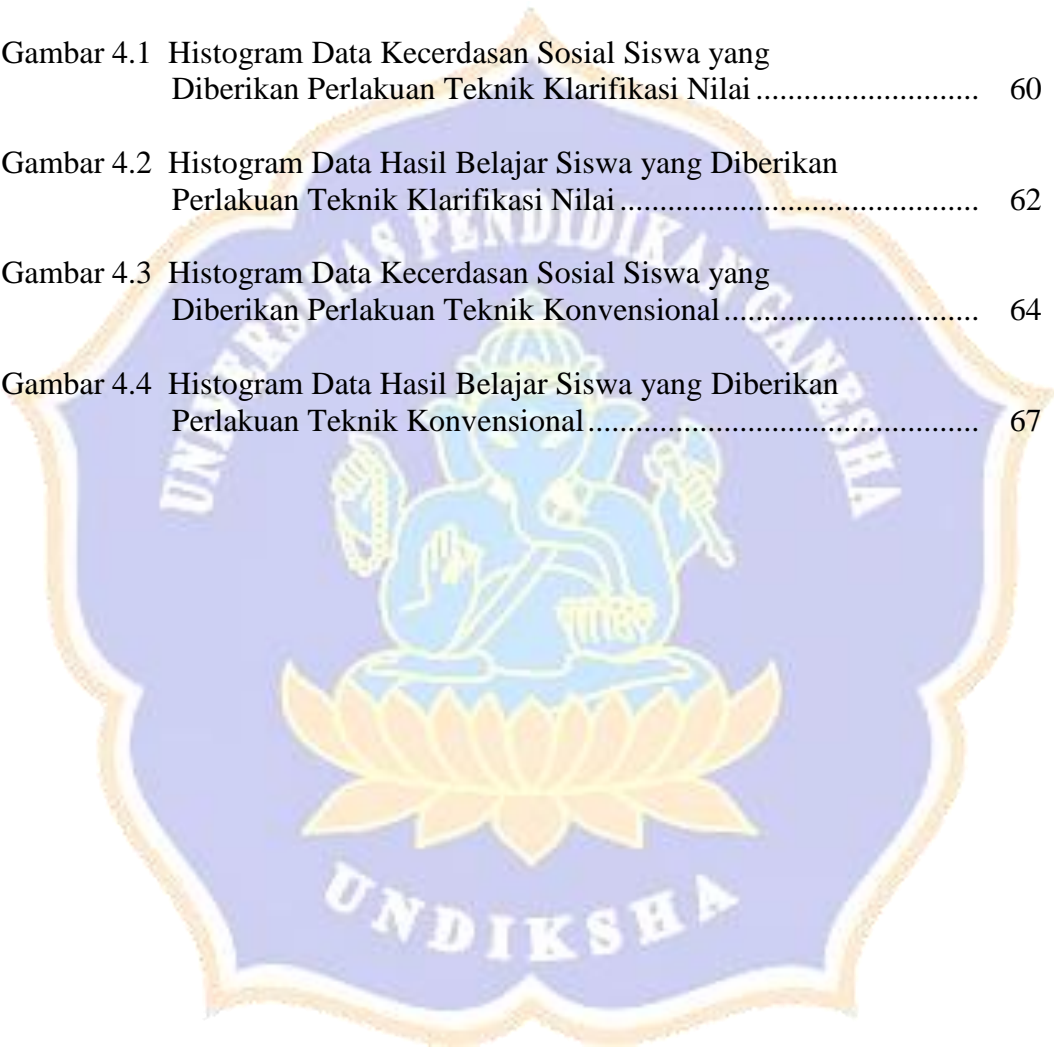 Gambar 4.1 Histogram Data Kecerdasan Sosial Siswa yang
Diberikan Perlakuan Teknik Klarifikasi Nilai ........................... 60
Gambar 4.2 Histogram Data Hasil Belajar Siswa yang Diberikan
Perlakuan Teknik Klarifikasi Nilai ........................................... 62
Gambar 4.3 Histogram Data Kecerdasan Sosial Siswa yang
Diberikan Perlakuan Teknik Konvensional ............................... 64
Gambar 4.4 Histogram Data Hasil Belajar Siswa yang Diberikan
Perlakuan Teknik Konvensional ............................................... 67
UNIVERSITAS PENDIDIKAN GANESHA
UNDIKSHA